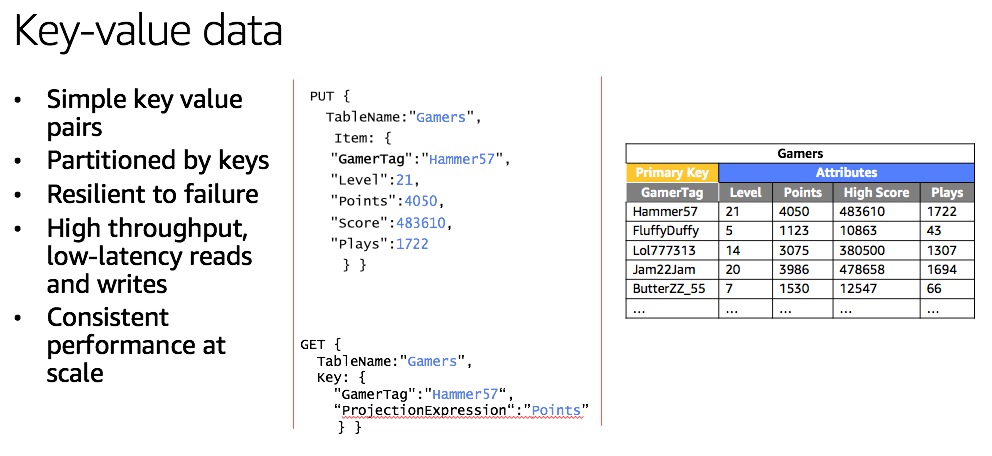 Key-value data
• Simple key value
pairs
• Partitioned by keys
• Resilient to failure
• High throughput,
low-latency reads
and writes
• Consistent
performance at
scale
PUT {
TableName:"Gamers",
Item: {
"GamerTag":"Hammer57",
"Level":21,
"Points":4050,
"Score":483610,
"Plays":1722
} }
GET {
TableName:"Gamers",
Key: {
"GamerTag":"Hammer57“,
“ProjectionExpression“:”Points”
} }
Gamers
Primary Key Attributes
GamerTag Level Points High Score Plays
Hammer57 21 4050 483610 1722
FluffyDuffy 5 1123 10863 43
Lol777313 14 3075 380500 1307
Jam22Jam 20 3986 478658 1694
ButterZZ_55 7 1530 12547 66
... ... ... ... ...